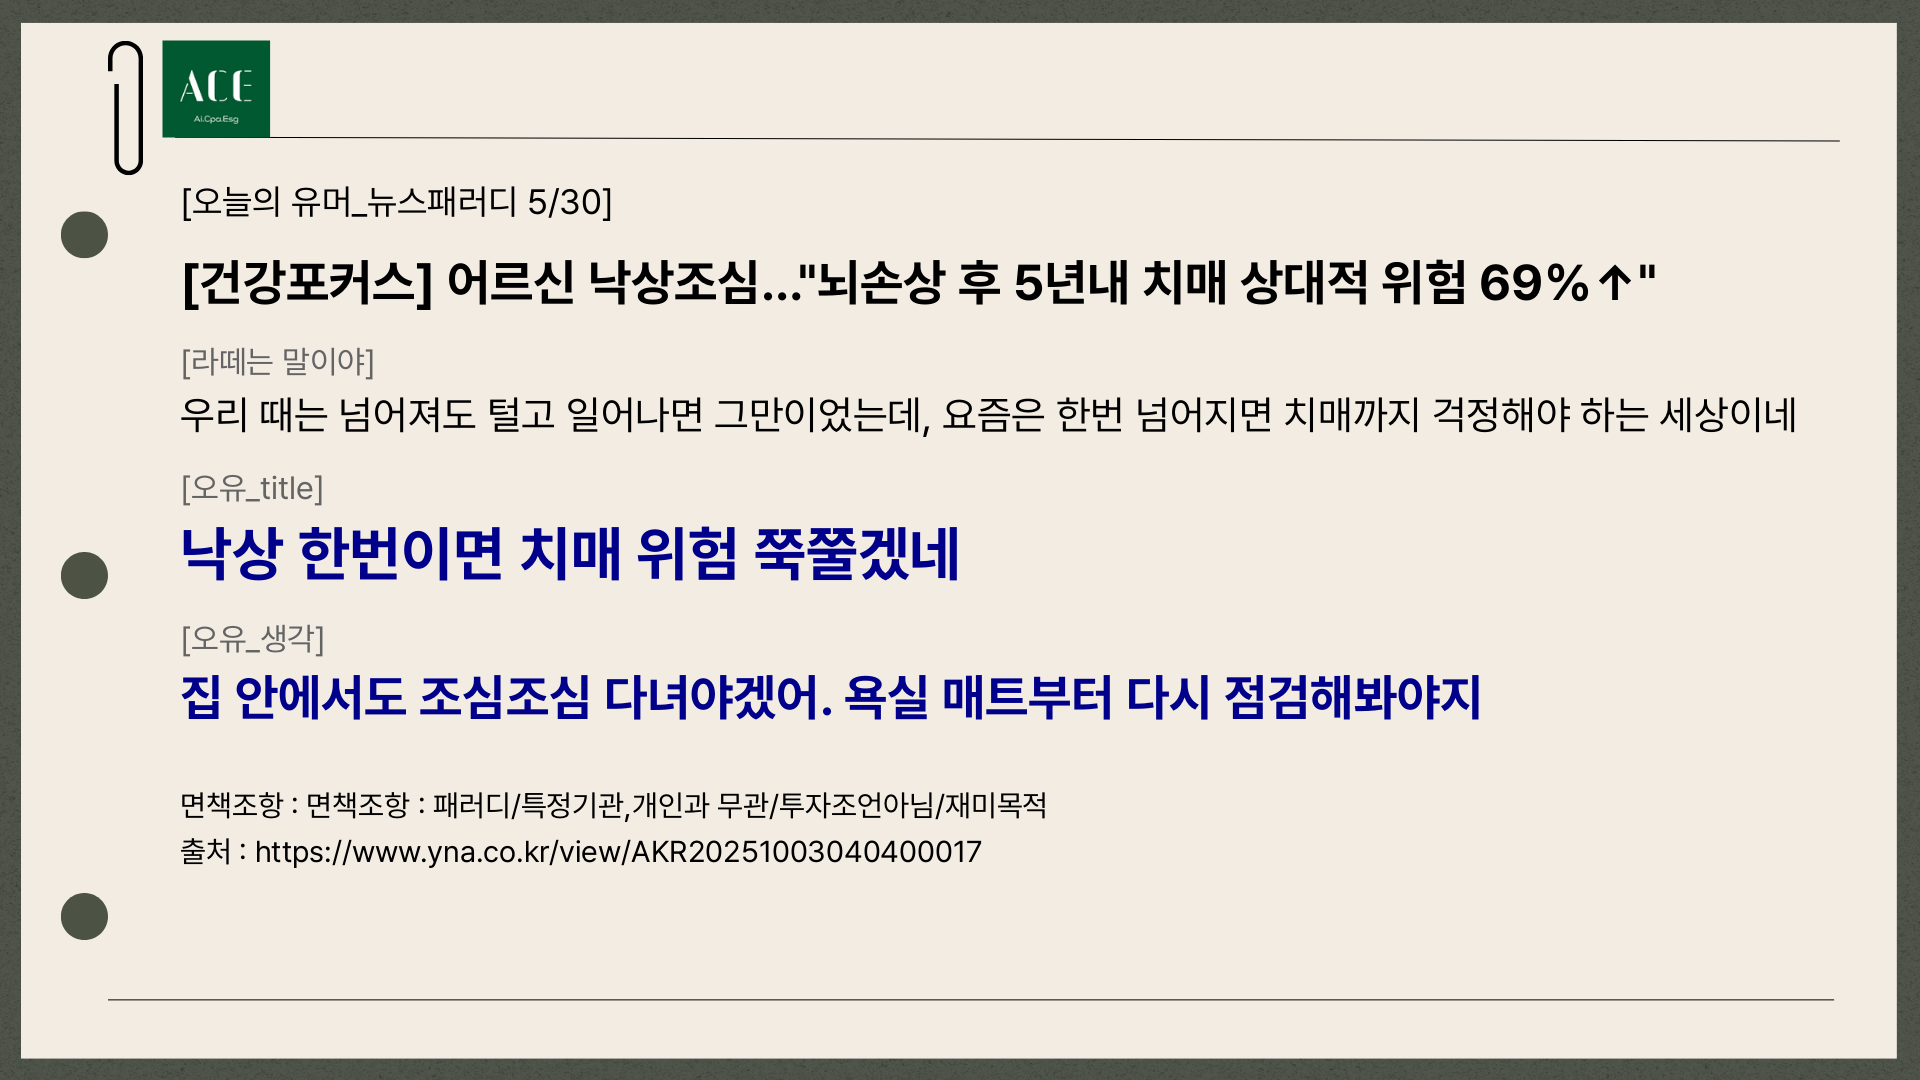 ACE
Ai.Cpa.Esg
[오늘의 유머_뉴스패러디 5/30]
[건강포커스] 어르신 낙상조심..."뇌손상 후 5년내 치매 상대적 위험 69%↑"
[라떼는 말이야]
우리 때는 넘어져도 털고 일어나면 그만이었는데, 요즘은 한번 넘어지면 치매까지 걱정해야 하는 세상이네
[오유_title]
낙상 한번이면 치매 위험 쭉쭐겠네
[오유_생각]
집 안에서도 조심조심 다녀야겠어. 욕실 매트부터 다시 점검해봐야지
면책조항 : 면책조항 : 패러디/특정기관,개인과 무관/투자조언아님/재미목적
출처 : https://www.yna.co.kr/view/AKR20251003040400017